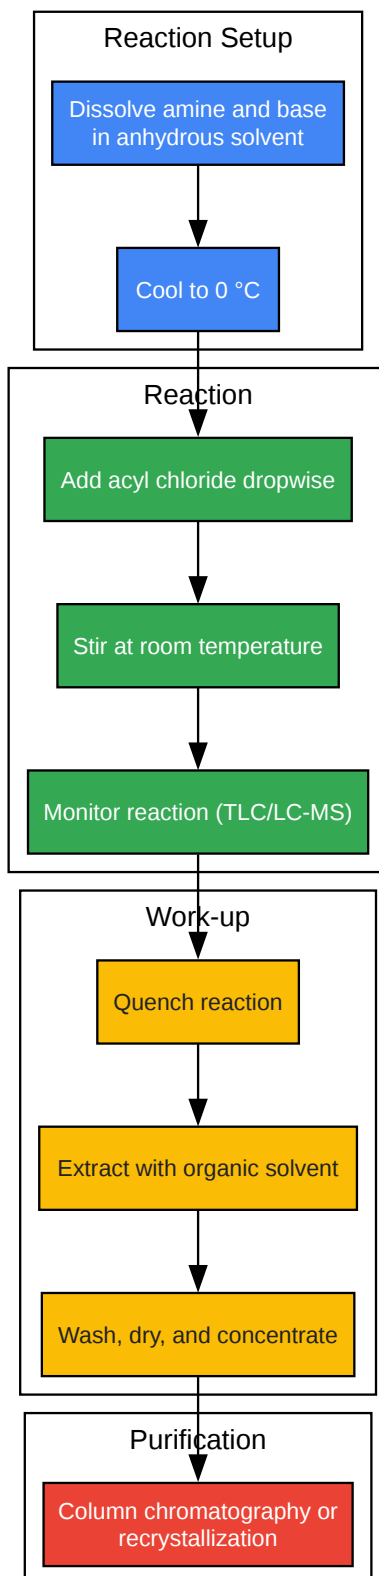 Reaction Setup
Dissolve amine and base
in anhydrous solvent
Cool to 0 °C
Reaction
Add acyl chloride dropwise
Stir at room temperature
Monitor reaction (TLC/LC-MS)
Work-up
Quench reaction
Extract with organic solvent
Wash, dry, and concentrate
Purification
Column chromatography or
recrystallization